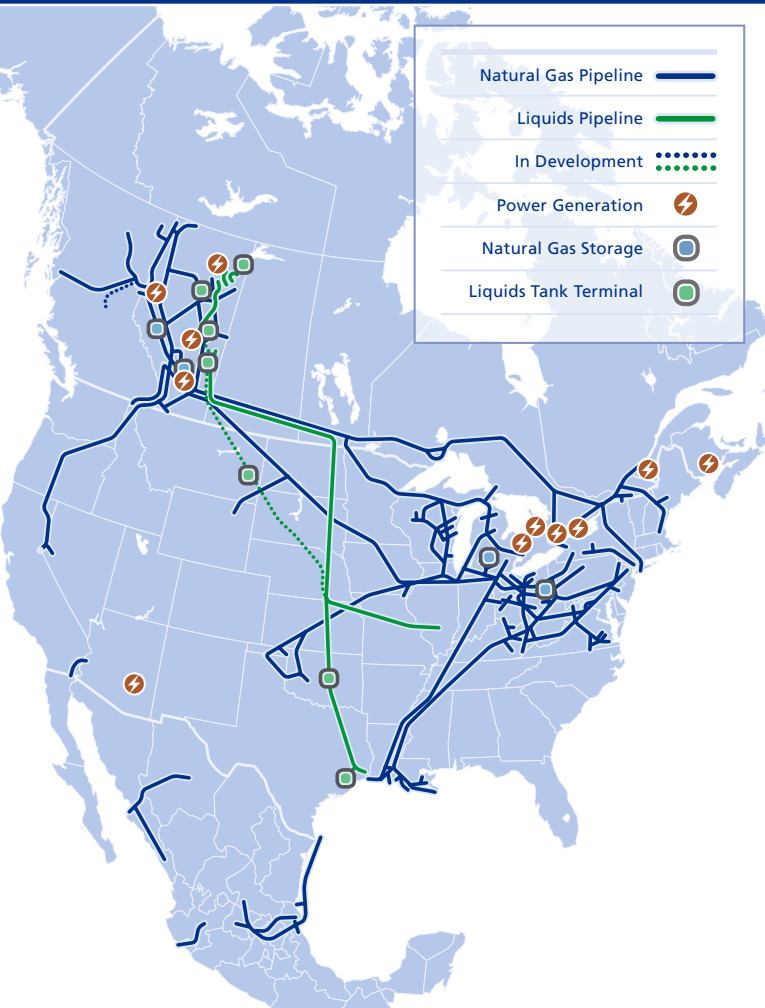 Natural Gas Pipeline
Liquids Pipeline
In Development
Power Generation
Natural Gas Storage
Liquids Tank Terminal